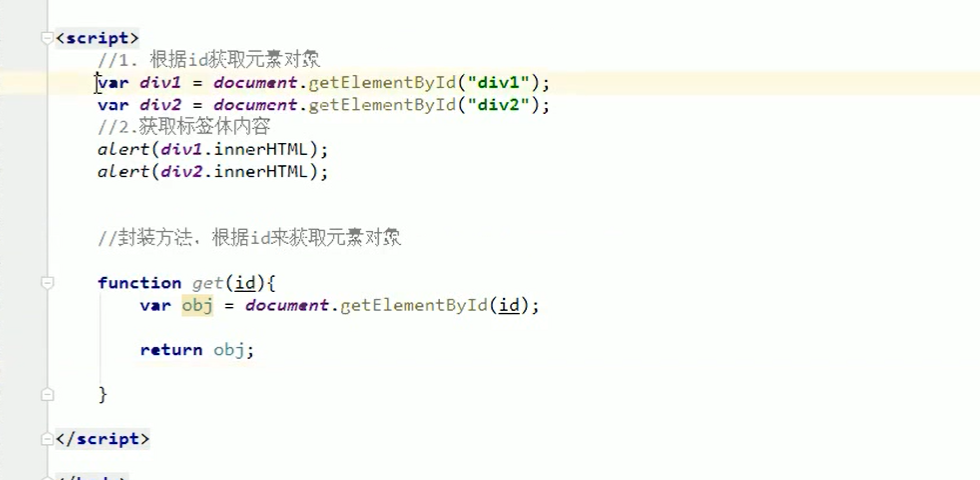 <script>
//1. 根据id获取元素对象
var div1 = document.getElementById("div1");
var div2 = document.getElementById("div2");
//2.获取标签体内容
alert(div1.innerHTML);
alert(div2.innerHTML);
//封装方法，根据id来获取元素对象
function get(id){
var obj = document.getElementById(id);
return obj;
}
</script>